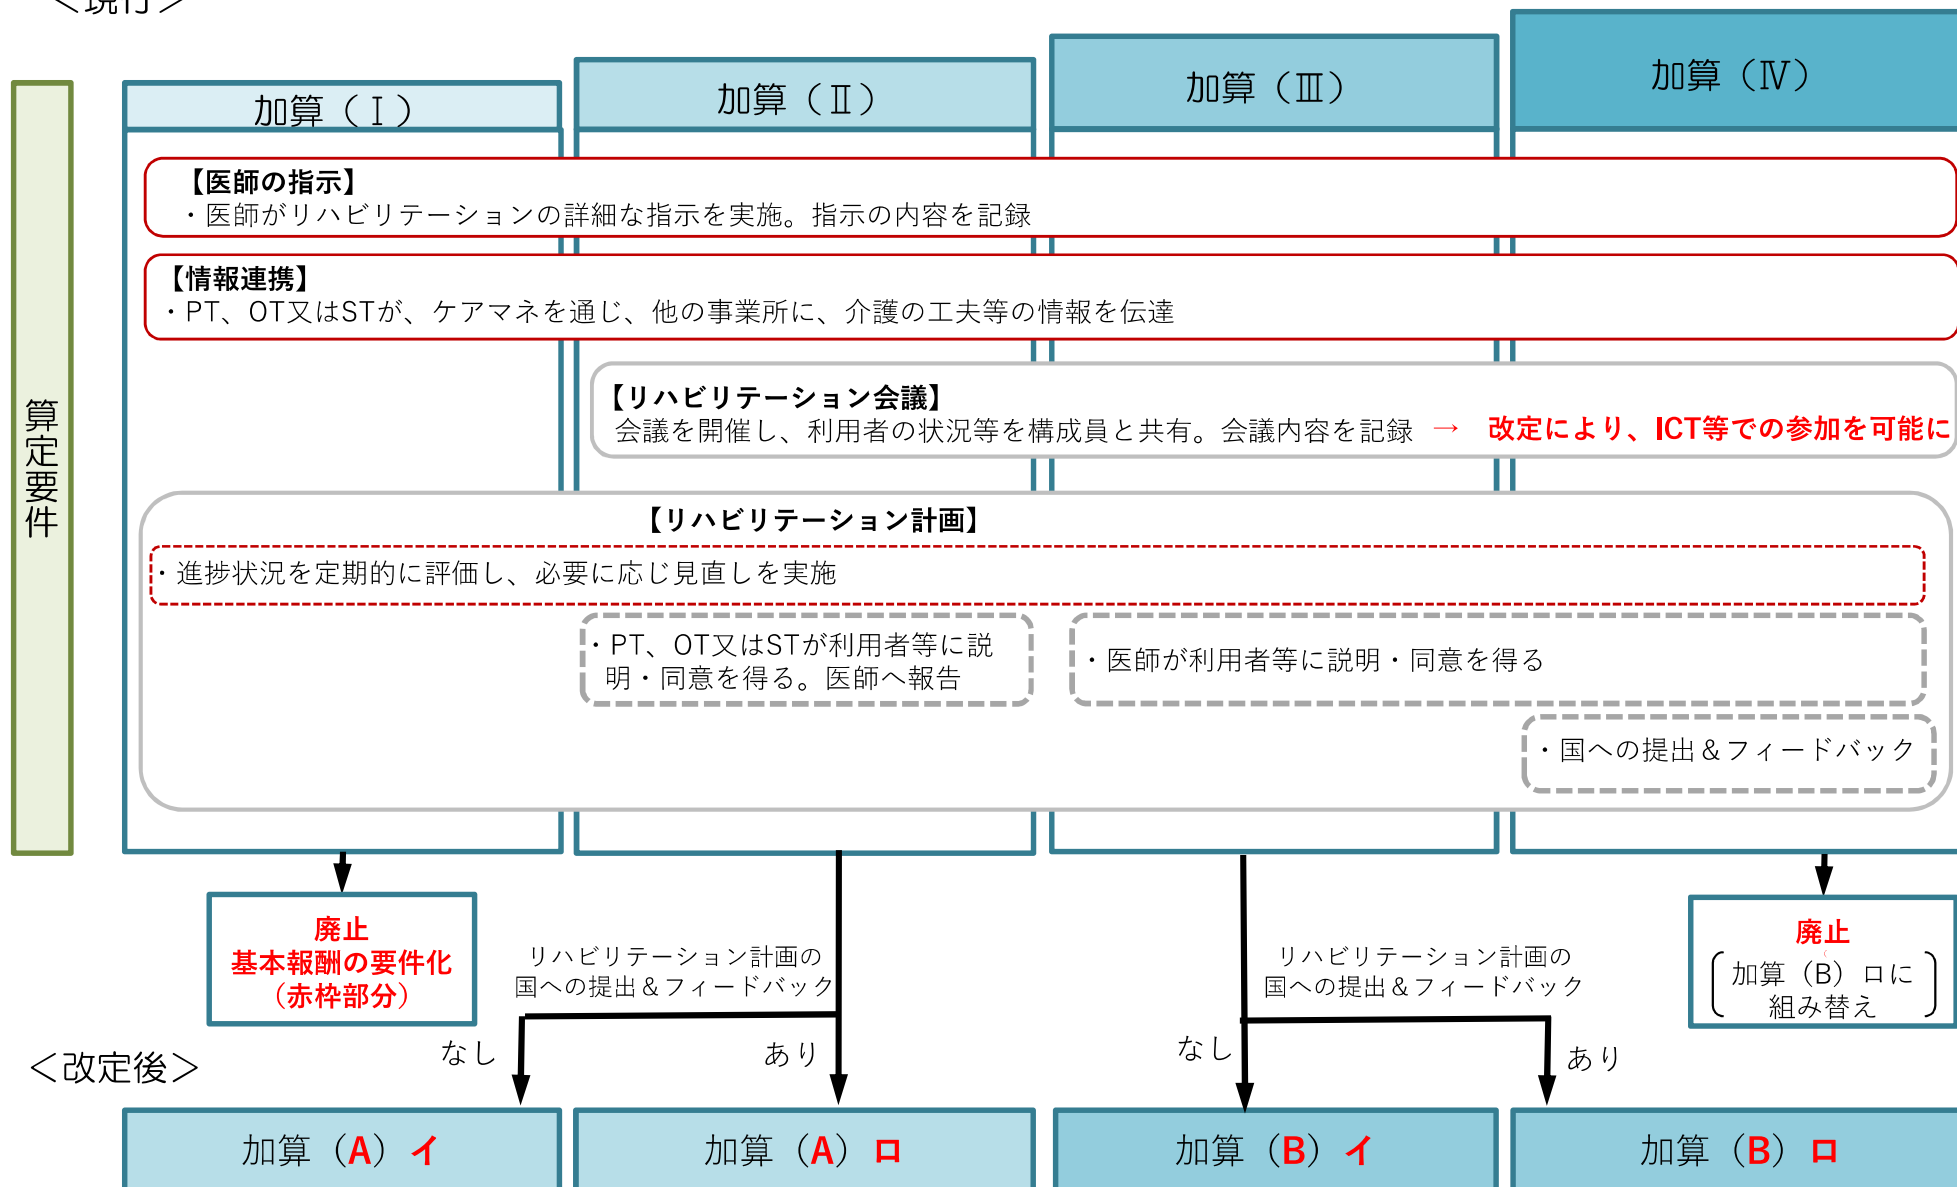 ＜現行＞
加算（Ⅰ）
加算（Ⅱ）
加算（Ⅲ）
加算（Ⅳ）
算定要件
【医師の指示】
・医師がリハビリテーションの詳細な指示を実施。指示の内容を記録
【情報連携】
・PT、OT又はSTが、ケアマネを通じ、他の事業所に、介護の工夫等の情報を伝達
【リハビリテーション会議】
会議を開催し、利用者の状況等を構成員と共有。会議内容を記録 → 改定により、ICT等での参加を可能に
【リハビリテーション計画】
・進捗状況を定期的に評価し、必要に応じ見直しを実施
・PT、OT又はSTが利用者等に説
明・同意を得る。医師へ報告
・医師が利用者等に説明・同意を得る
・国への提出＆フィードバック
廃止
基本報酬の要件化
（赤枠部分）
リハビリテーション計画の
国への提出＆フィードバック
なし
あり
リハビリテーション計画の
国への提出＆フィードバック
なし
あり
廃止
加算（B）ロに
組み替え
＜改定後＞
加算（A）イ
加算（A）ロ
加算（B）イ
加算（B）ロ